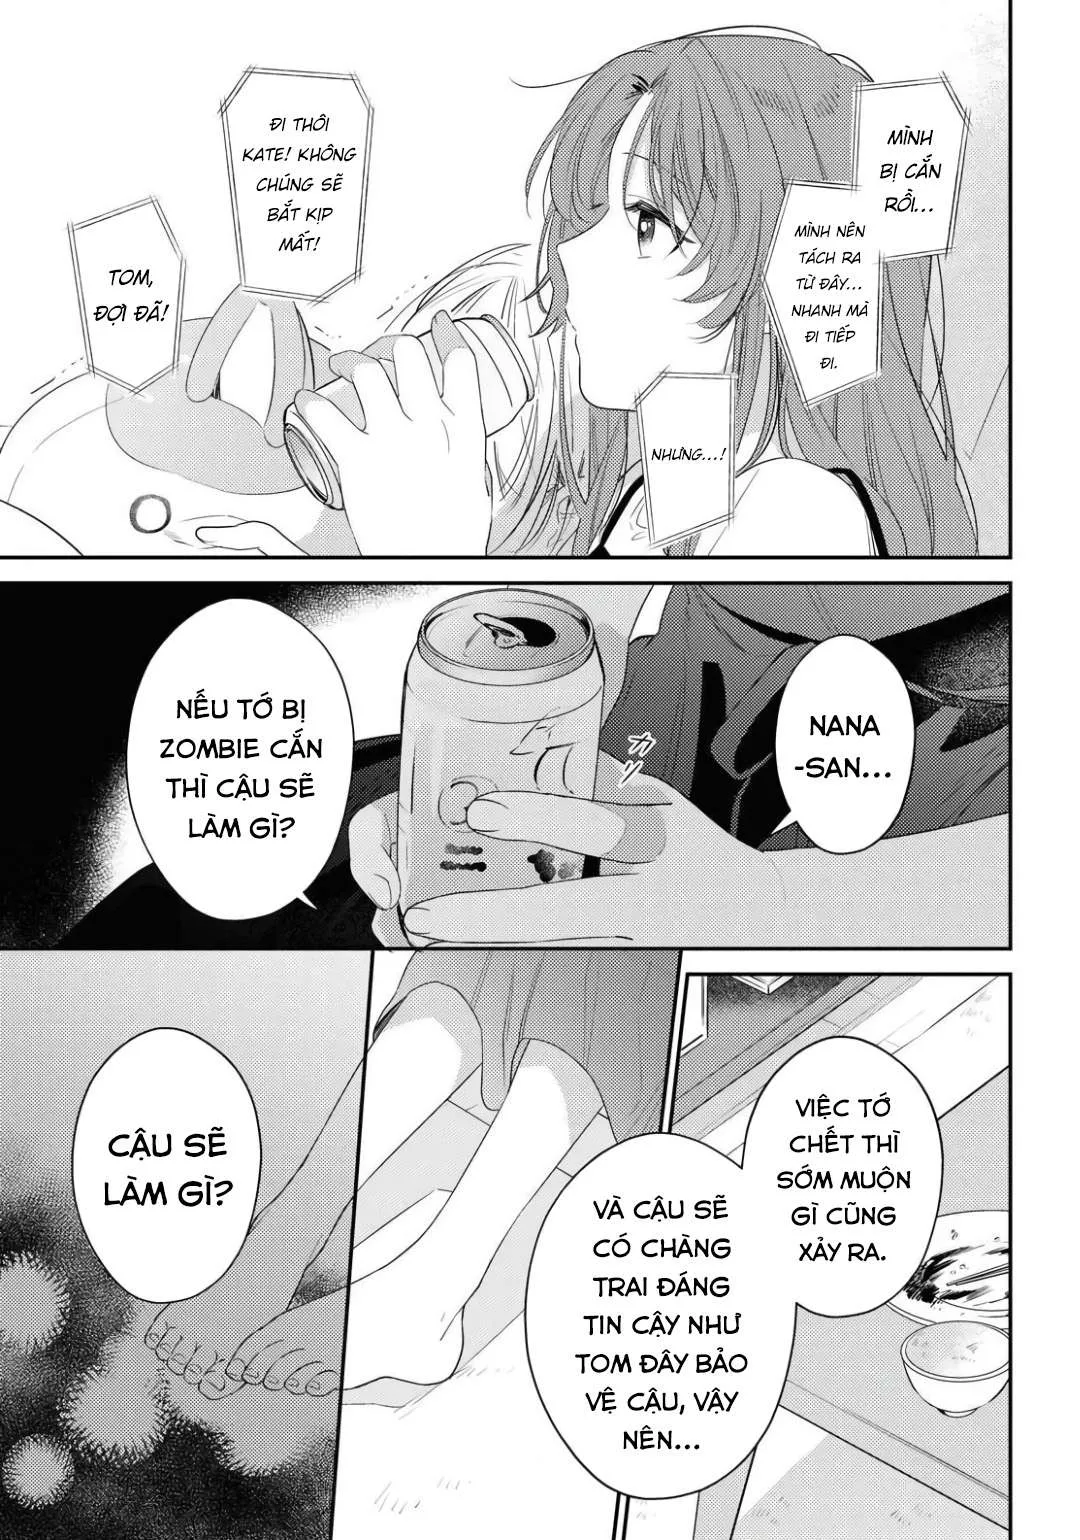 MÌNH
BỊ CẮN
RỒI...
MÌNH NÊN
TÁCH RA
TỪ ĐÂY...
NHANH MÀ
ĐI TIẾP
ĐI.
NHƯNG...!
ĐI THÔI
KATE! KHÔNG
CHÚNG SẼ
BẮT KỊP
MẤT!
TOM,
ĐỢI ĐÃ!
NANA
-SAN...
カリ
NẾU TỚ BỊ
ZOMBIE CẮN
THÌ CẬU SẼ
LÀM GÌ?
VIỆC TỚ
CHẾT THÌ
SỚM MUỘN
GÌ CŨNG
XẢY RA.
VÀ CẬU SẼ
CÓ CHÀNG
TRAI ĐÁNG
TIN CẬY NHƯ
TOM ĐÂY BẢO
VỆ CẬU, VẬY
NÊN...
CẬU SẼ
LÀM GÌ?